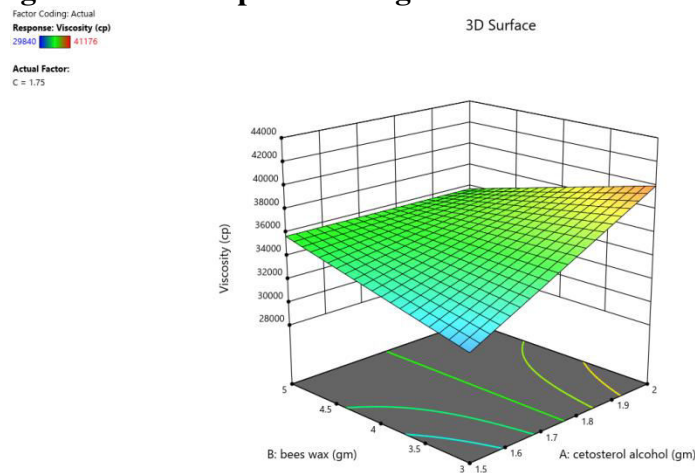 Factor Coding: Actual
Response: Viscosity (cp)
29840 41176
Actual Factor:
C = 1.75
3D Surface
44000
42000
40000
38000
36000
34000
32000
30000
28000
Viscosity (cp)
5
4.5
4
3.5
3
B: bees wax (gm)
1.5
1.6
1.7
1.8
1.9
2
A: cetosterol alcohol (gm)